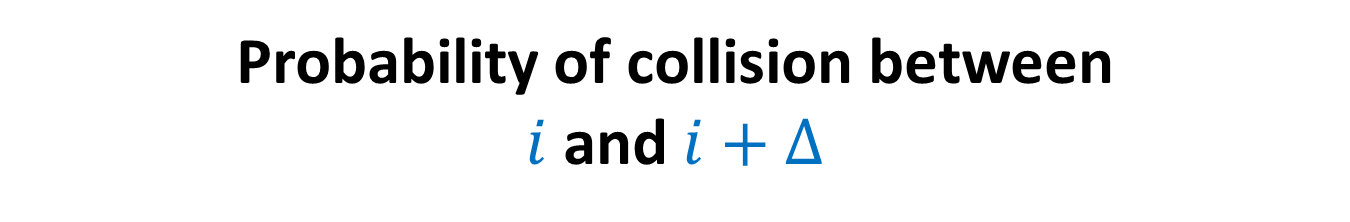 Probability of collision between
i and i + Δ